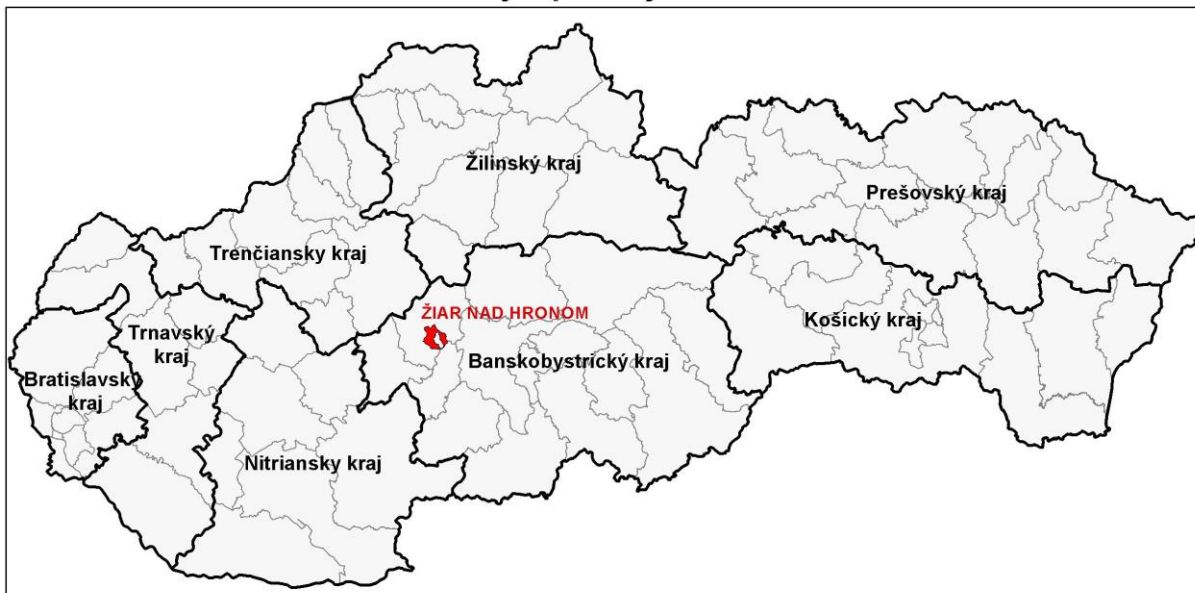 Žilinský kraj
Prešovský kraj
Trenčiansky kraj
ŽIAR NAD HRONOM
Košický kraj
Trnavský
kraj
Banskobystrický kraj
Bratislavský
kraj
Nitriansky kraj